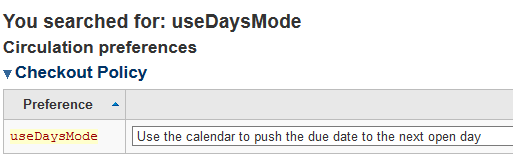 You searched for: useDaysMode
Circulation preferences
Checkout Policy
Preference
useDaysMode Use the calendar to push the due date to the next open day